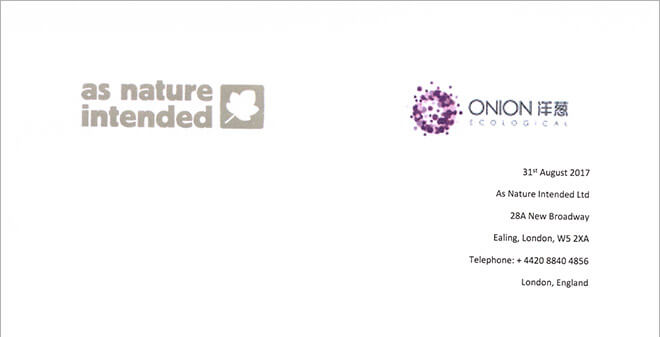 as nature
intended
ONION 洋葱
ECOLOGICAL
31st August 2017
As Nature Intended Ltd
28A New Broadway
Ealing, London, W5 2XA
Telephone: + 4420 8840 4856
London, England